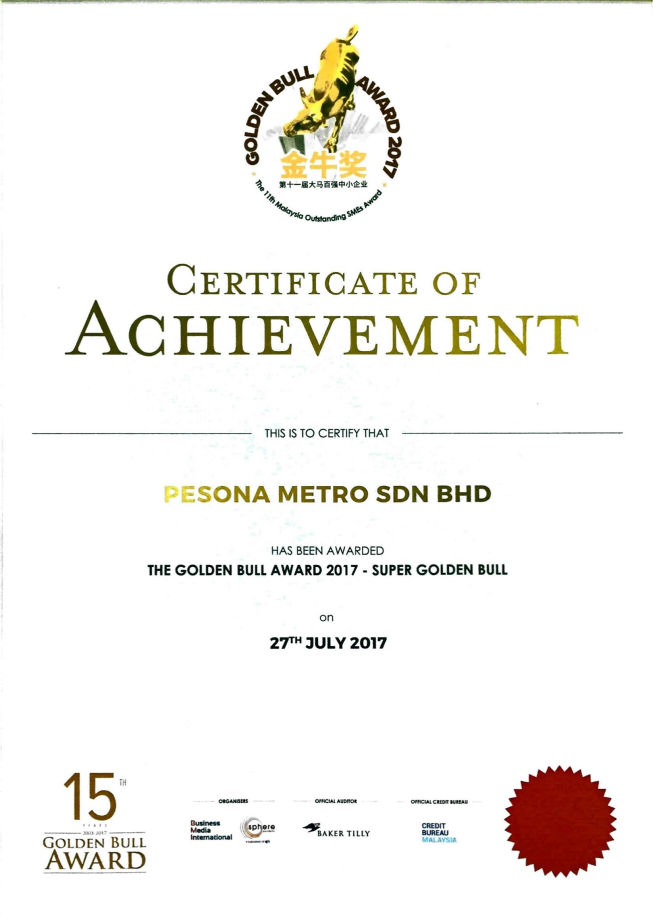 GOLDEN BULL AWARD 2017
金牛奖
第十一届大马百强中小企业
The 11th Malaysia Outstanding SMEs Award
CERTIFICATE OF
ACHIEVEMENT
THIS IS TO CERTIFY THAT
PESONA METRO SDN BHD
HAS BEEN AWARDED
THE GOLDEN BULL AWARD 2017 - SUPER GOLDEN BULL
on
27TH JULY 2017
15TH
YEARS
2003-2017
GOLDEN BULL
AWARD
ORGANISERS
Business
Media
International
sphere
OFFICIAL AUDITOR
BAKER TILLY
OFFICIAL CREDIT BUREAU
CREDIT
BUREAU
MALAYSIA